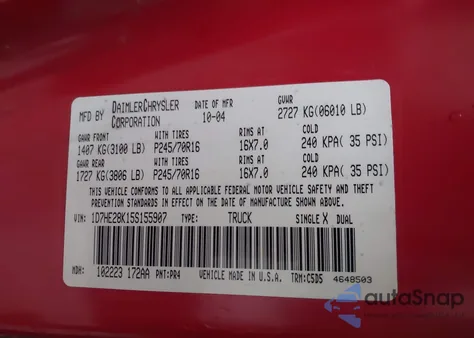 MFD BY DAIMLERCHRYSLER CORPORATION DATE OF MFR 10-04 GVWR 2727 KG(06010 LB)
GAWR FRONT WITH TIRES RIMS AT COLD
1407 KG(3100 LB) P245/70R16 16X7.0 240 KPA( 35 PSI)
GAWR REAR WITH TIRES RIMS AT COLD
1727 KG(3806 LB) P245/70R16 16X7.0 240 KPA( 35 PSI)
THIS VEHICLE CONFORMS TO ALL APPLICABLE FEDERAL MOTOR VEHICLE SAFETY AND THEFT
PREVENTION STANDARDS IN EFFECT ON THE DATE OF MANUFACTURE SHOWN ABOVE.
VIN: 1D7HE28K15S155907 TYPE: TRUCK SINGLE X DUAL
MDH: 102223 172AA PNT:PR4 VEHICLE MADE IN U.S.A. TRM:C5D5 4648503
autoSnap